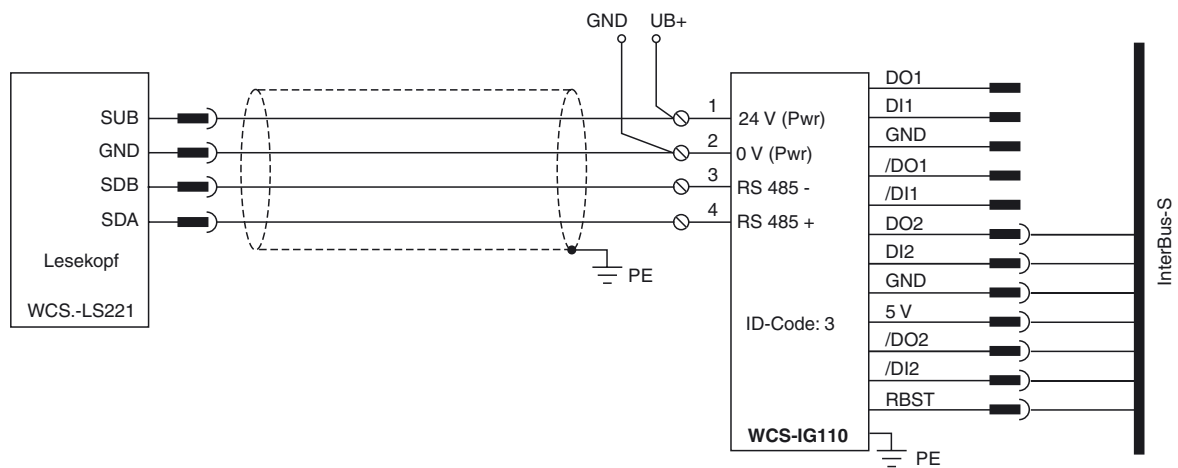 GND UB+
SUB
GND
SDB
SDA
Lesekopf
WCS.-LS221
PE
1
2
3
4
24 V (Pwr)
0 V (Pwr)
RS 485 -
RS 485 +
ID-Code: 3
WCS-IG110
PE
DO1
DI1
GND
/DO1
/DI1
DO2
DI2
GND
5 V
/DO2
/DI2
RBST
InterBus-S